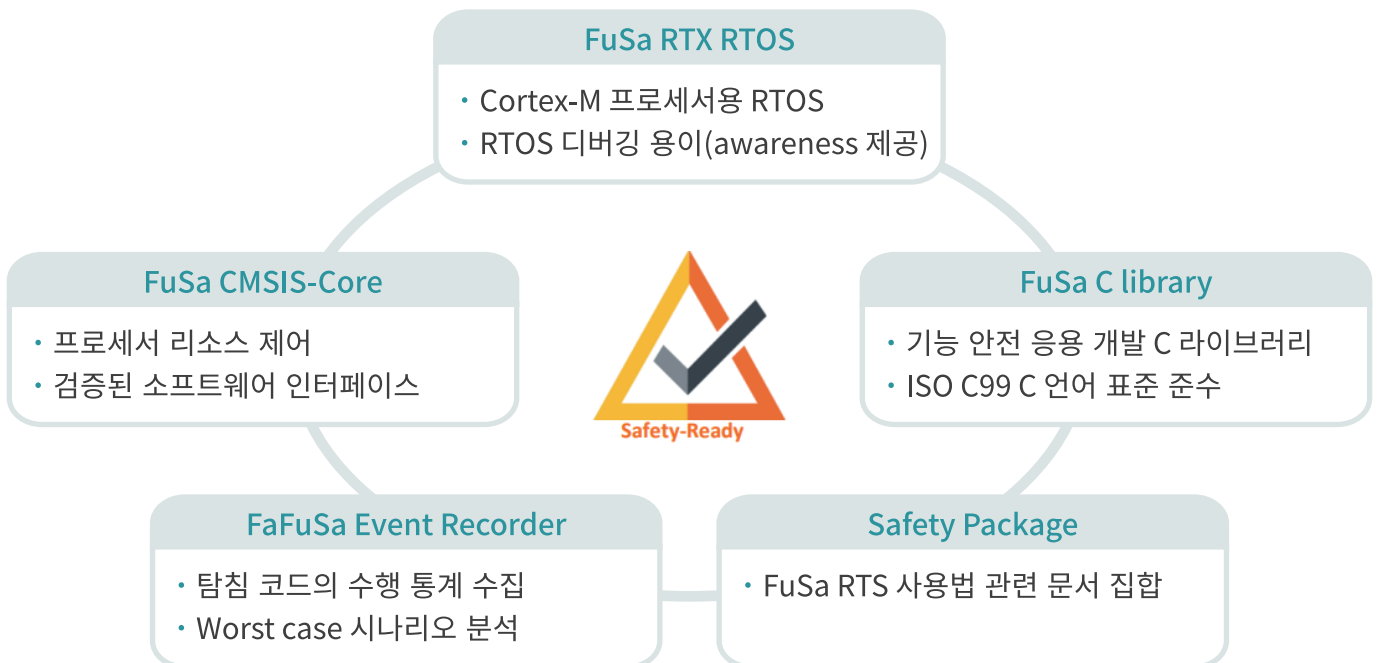 FuSa RTX RTOS
· Cortex-M 프로세서용 RTOS
· RTOS 디버깅 용이(awareness 제공)
FuSa CMSIS-Core
· 프로세서 리소스 제어
· 검증된 소프트웨어 인터페이스
FuSa C library
· 기능 안전 응용 개발 C 라이브러리
· ISO C99 C 언어 표준 준수
Safety-Ready
FaFuSa Event Recorder
· 탐침 코드의 수행 통계 수집
· Worst case 시나리오 분석
Safety Package
· FuSa RTS 사용법 관련 문서 집합